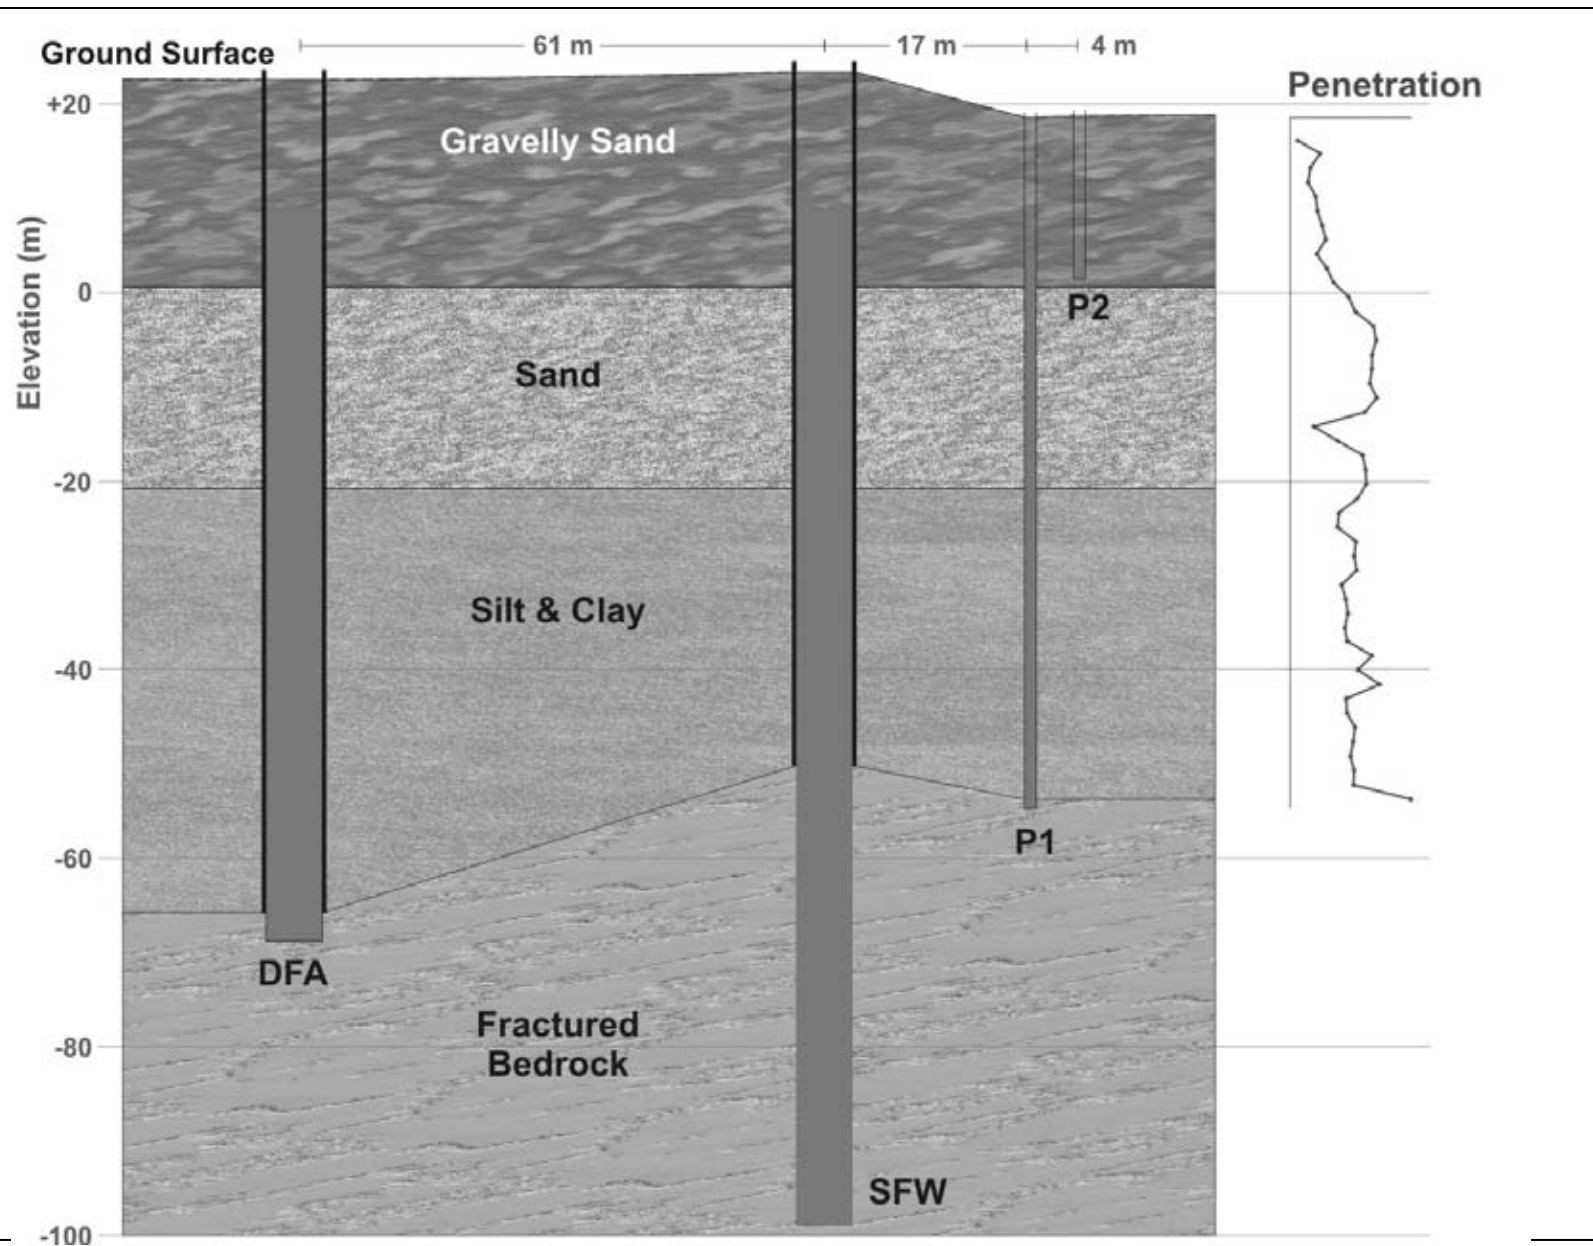 61 m
17 m
4 m
Ground Surface
Penetration
+20
Gravelly Sand
Elevation (m)
0
P2
Sand
-20
Silt & Clay
-40
P1
-60
DFA
Fractured
Bedrock
-80
SFW
-100